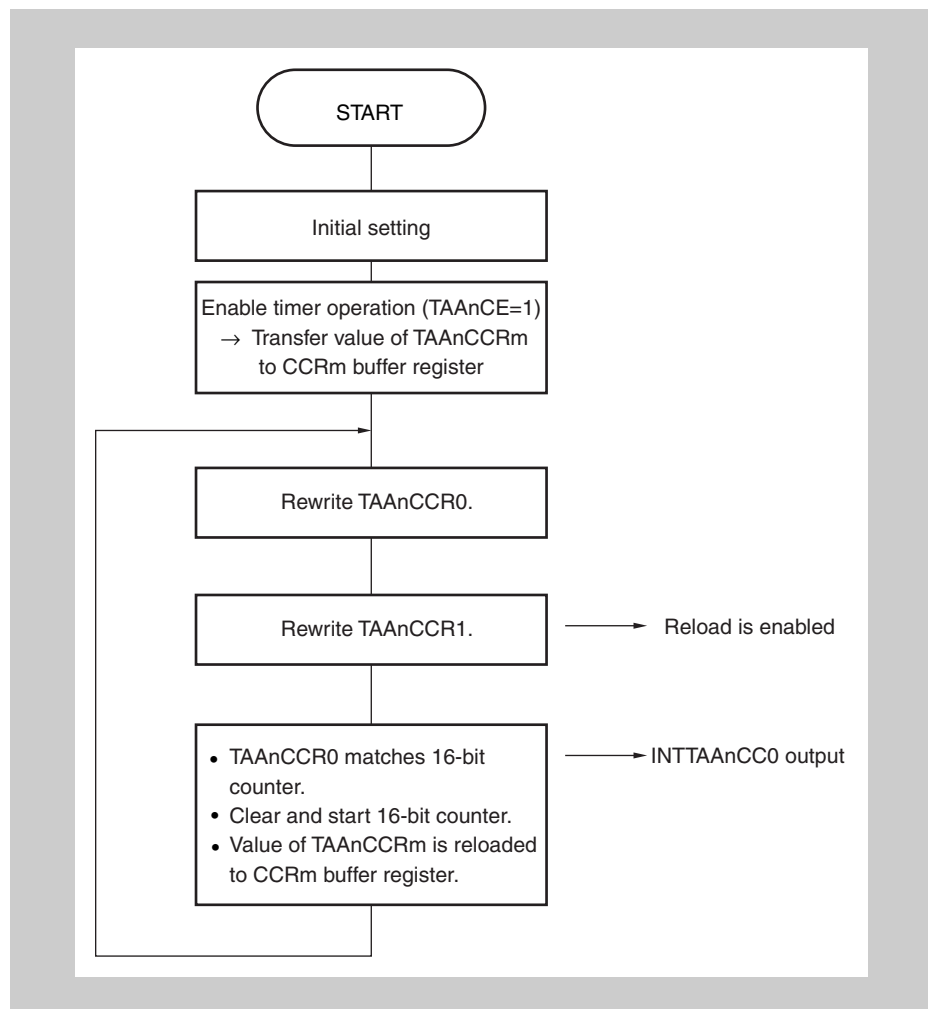 START
Initial setting
Enable timer operation (TAAnCE=1)
→ Transfer value of TAAnCCRm
to CCRm buffer register
Rewrite TAAnCCR0.
Rewrite TAAnCCR1.
Reload is enabled
• TAAnCCR0 matches 16-bit
counter.
• Clear and start 16-bit counter.
• Value of TAAnCCRm is reloaded
to CCRm buffer register.
INTTAAnCC0 output